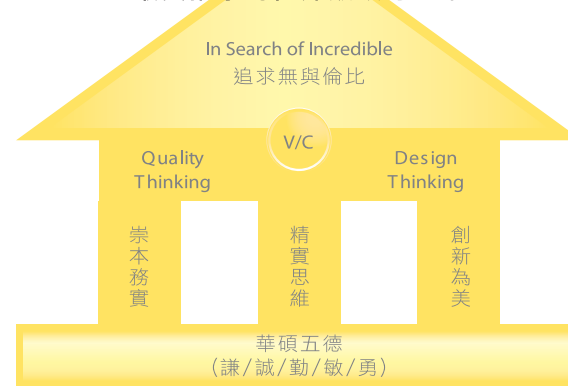 In Search of Incredible
追求無與倫比
V/C
Quality
Thinking
Design
Thinking
崇本務實
精實思維
創新為美
華碩五德
(謙/誠/勤/敏/勇)